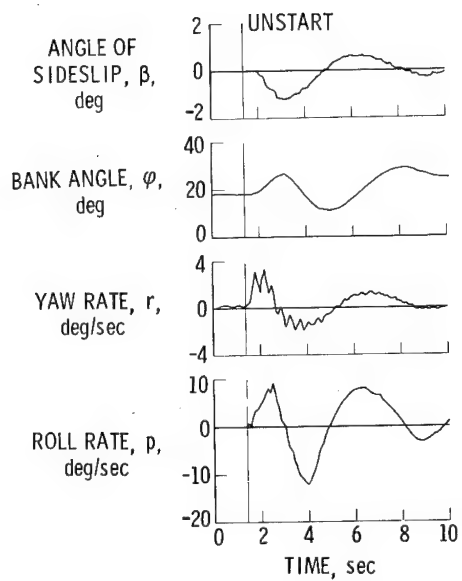 UNSTART
2
ANGLE OF
SIDESLIP, β,
deg
0
-2
40
BANK ANGLE, φ,
deg
20
0
4
YAW RATE, r,
deg/sec
0
-4
10
0
ROLL RATE, p,
deg/sec
-10
-20
0 2 4 6 8 10
TIME, sec